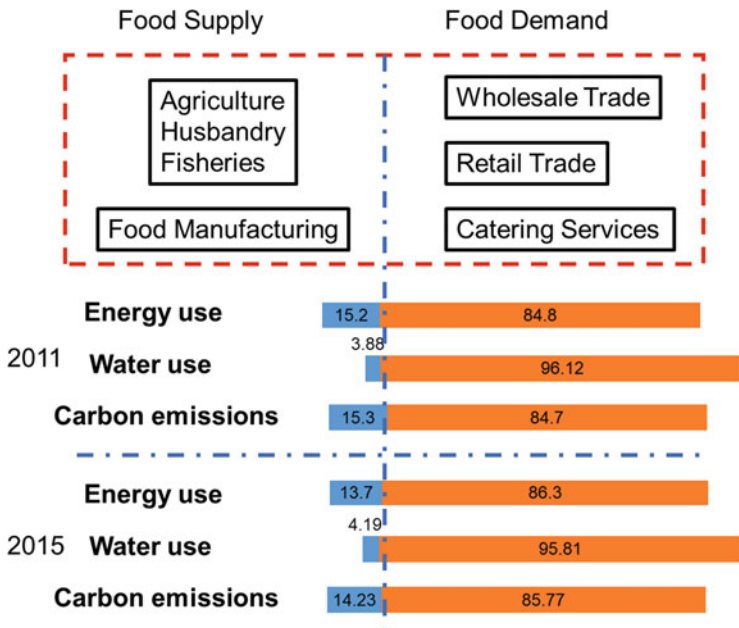 Food Supply
Food Demand
Agriculture
Husbandry
Fisheries
Food Manufacturing
Wholesale Trade
Retail Trade
Catering Services
2011
Energy use
15.2
84.8
Water use
3.88
96.12
Carbon emissions
15.3
84.7
2015
Energy use
13.7
86.3
Water use
4.19
95.81
Carbon emissions
14.23
85.77